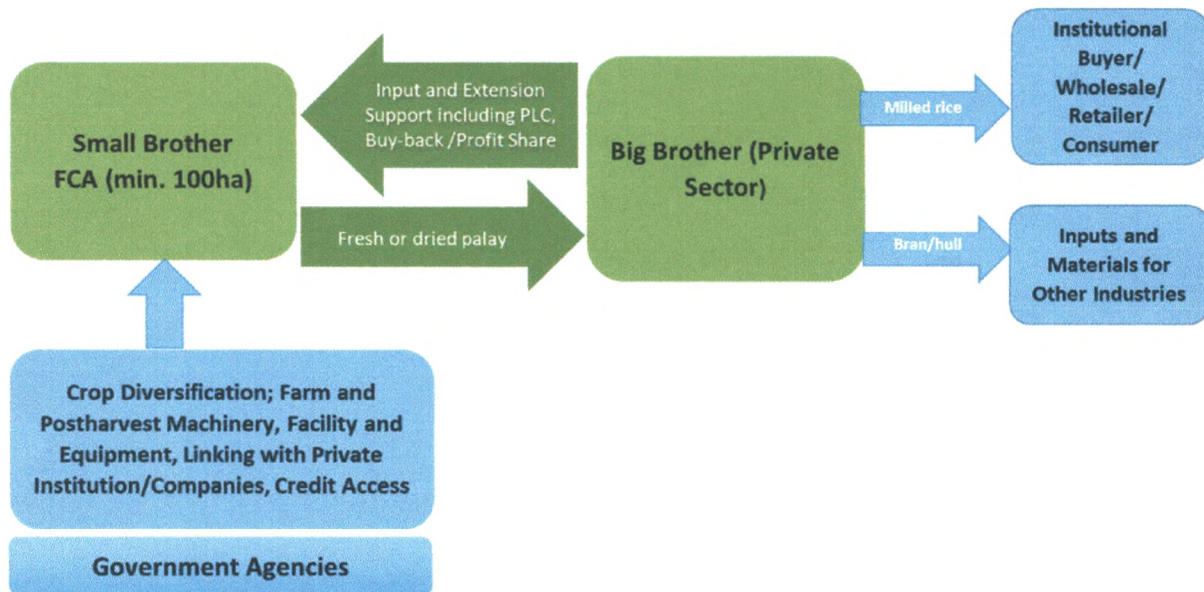 Small Brother
FCA (min. 100ha)
Input and Extension
Support including PLC,
Buy-back /Profit Share
Fresh or dried palay
Big Brother (Private
Sector)
Milled rice
Bran/hull
Institutional
Buyer/
Wholesale/
Retailer/
Consumer
Inputs and
Materials for
Other Industries
Crop Diversification; Farm and
Postharvest Machinery, Facility and
Equipment, Linking with Private
Institution/Companies, Credit Access
Government Agencies